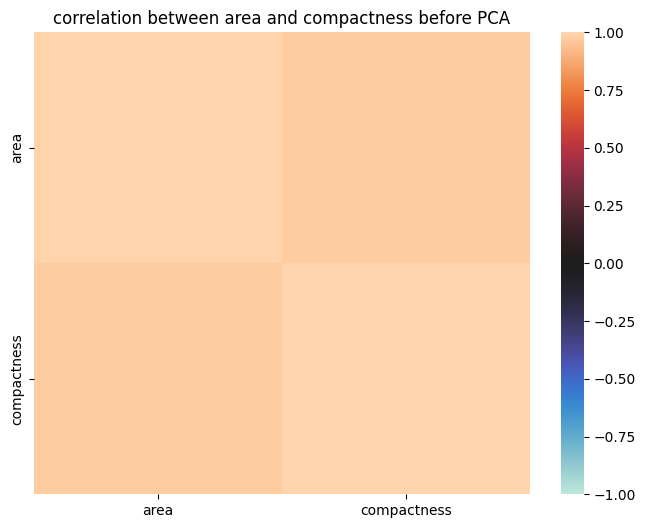 correlation between area and compactness before PCA
area
compactness
area
compactness
1.00
0.75
0.50
0.25
0.00
−0.25
−0.50
−0.75
−1.00